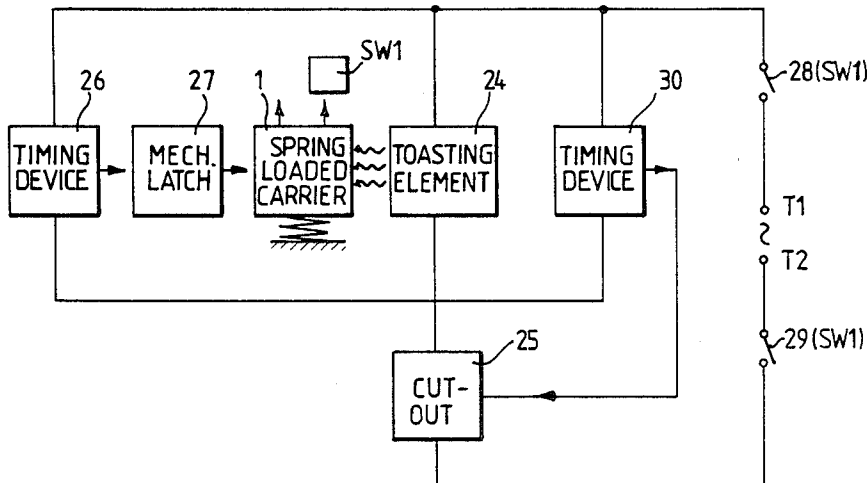 SW1
26
27
1
24
30
28(SW1)
TIMING
DEVICE
MECH.
LATCH
SPRING
LOADED
CARRIER
TOASTING
ELEMENT
TIMING
DEVICE
T1
T2
25
29(SW1)
CUT-
OUT